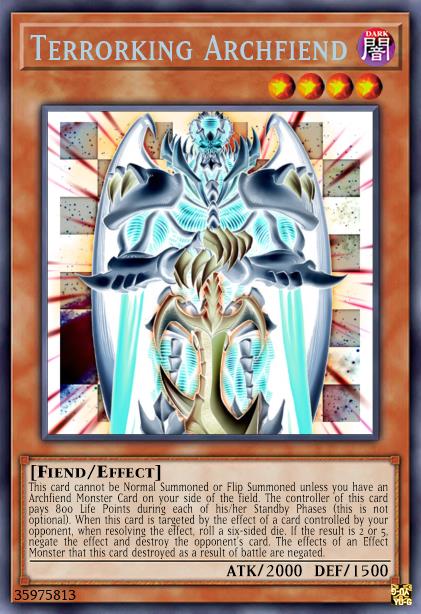 TERRORKING ARCHFIEND
DARK
闇
[FIEND/EFFECT]
This card cannot be Normal Summoned or Flip Summoned unless you have an
Archfiend Monster Card on your side of the field. The controller of this card
pays 800 Life Points during each of his/her Standby Phases (this is not
optional). When this card is targeted by the effect of a card controlled by your
opponent, when resolving the effect, roll a six-sided die. If the result is 2 or 5,
negate the effect and destroy the opponent's card. The effects of an Effect
Monster that this card destroyed as a result of battle are negated.
ATK/2000 DEF/1500
35975813